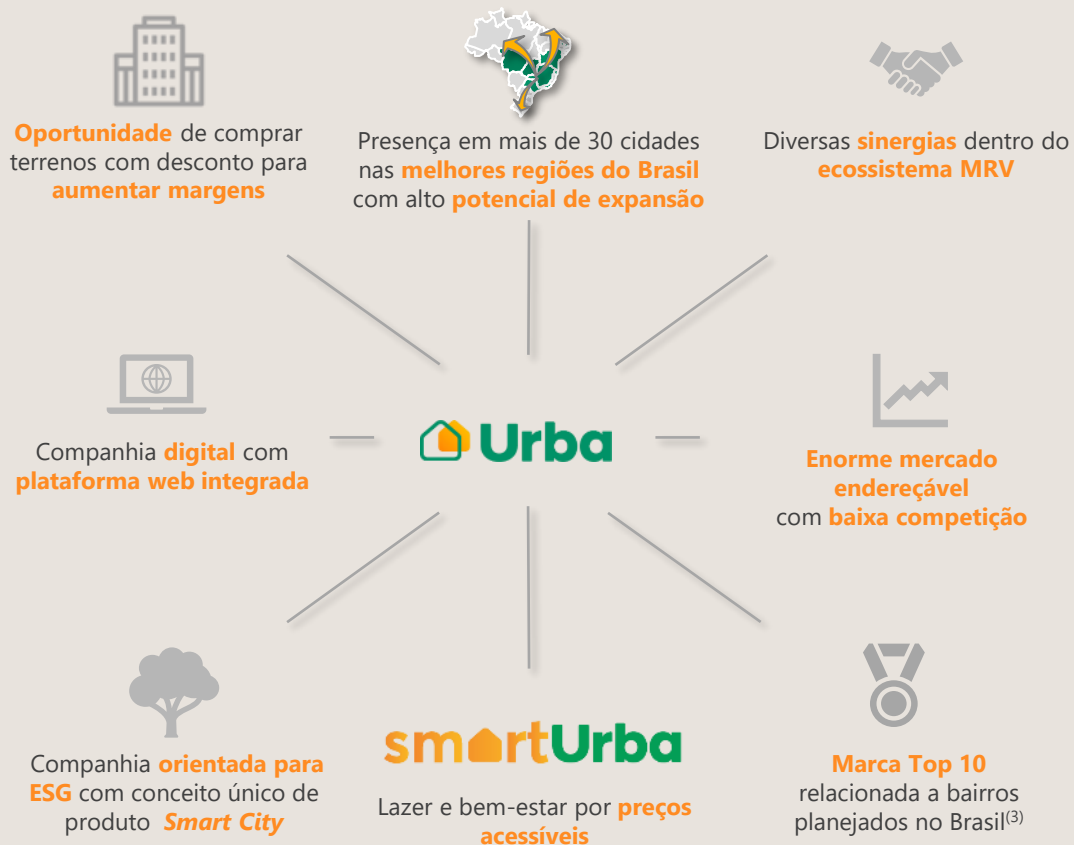 Oportunidade de comprar
terrenos com desconto para
aumentar margens
Presença em mais de 30 cidades
nas melhores regiões do Brasil
com alto potencial de expansão
Diversas sinergias dentro do
ecossistema MRV
Companhia digital com
plataforma web integrada
Urba
Enorme mercado
endereçável
com baixa competição
Companhia orientada para
ESG com conceito único de
produto Smart City
smartUrba
Lazer e bem-estar por preços
acessíveis
Marca Top 10
relacionada a bairros
planejados no Brasil(3)